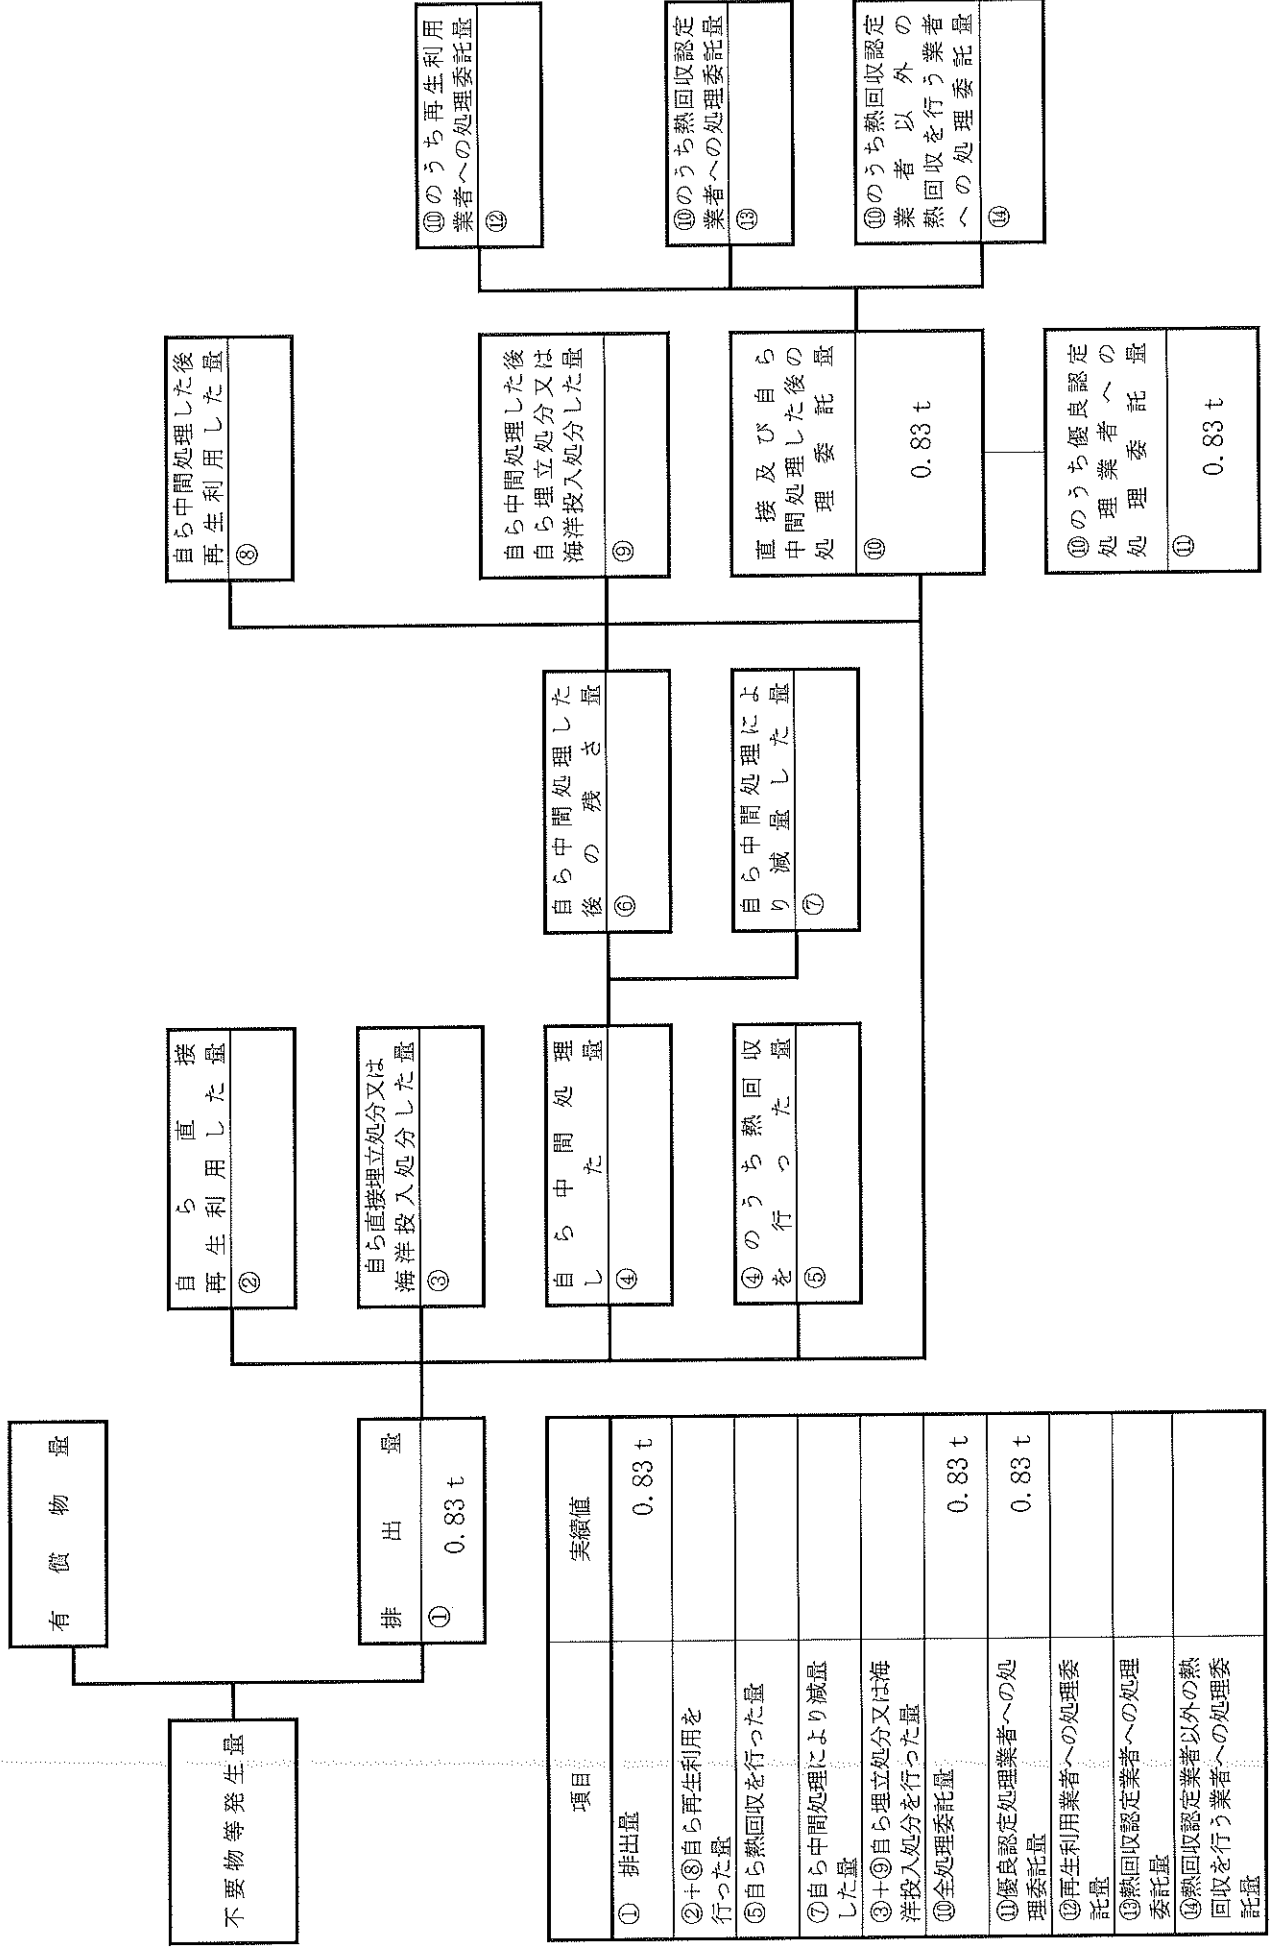 不要物等発生量
有償物量
排出量
① 0.83 t
自ら直接
再生利用した量
②
自ら直接埋立処分又は
海洋投入処分した量
③
自ら中間処理
した量
④
④のうち熱回収
を行った量
⑤
自ら中間処理した
後の残さ量
⑥
自ら中間処理によ
り減量した量
⑦
自ら中間処理した後
再生利用した量
⑧
自ら中間処理した後
自ら埋立処分又は
海洋投入処分した量
⑨
直接及び自ら
中間処理した後の
処理委託量
⑩
0.83 t
⑩のうち優良認定
処理業者への
処理委託量
⑪
0.83 t
⑩のうち再生利用
業者への処理委託量
⑫
⑩のうち熱回収認定
業者への処理委託量
⑬
⑩のうち熱回収認定
業者以外の
熱回収を行う業者
への処理委託量
⑭
項目 実績値
① 排出量 0.83 t
②+⑧自ら再生利用を
行った量
⑤自ら熱回収を行った量
⑦自ら中間処理により減量
した量
③+⑨自ら埋立処分又は海
洋投入処分を行った量
⑩全処理委託量 0.83 t
⑪優良認定処理業者への処
理委託量 0.83 t
⑫再生利用業者への処理委
託量
⑬熱回収認定業者への処理
委託量
⑭熱回収認定業者以外の熱
回収を行う業者への処理委
託量